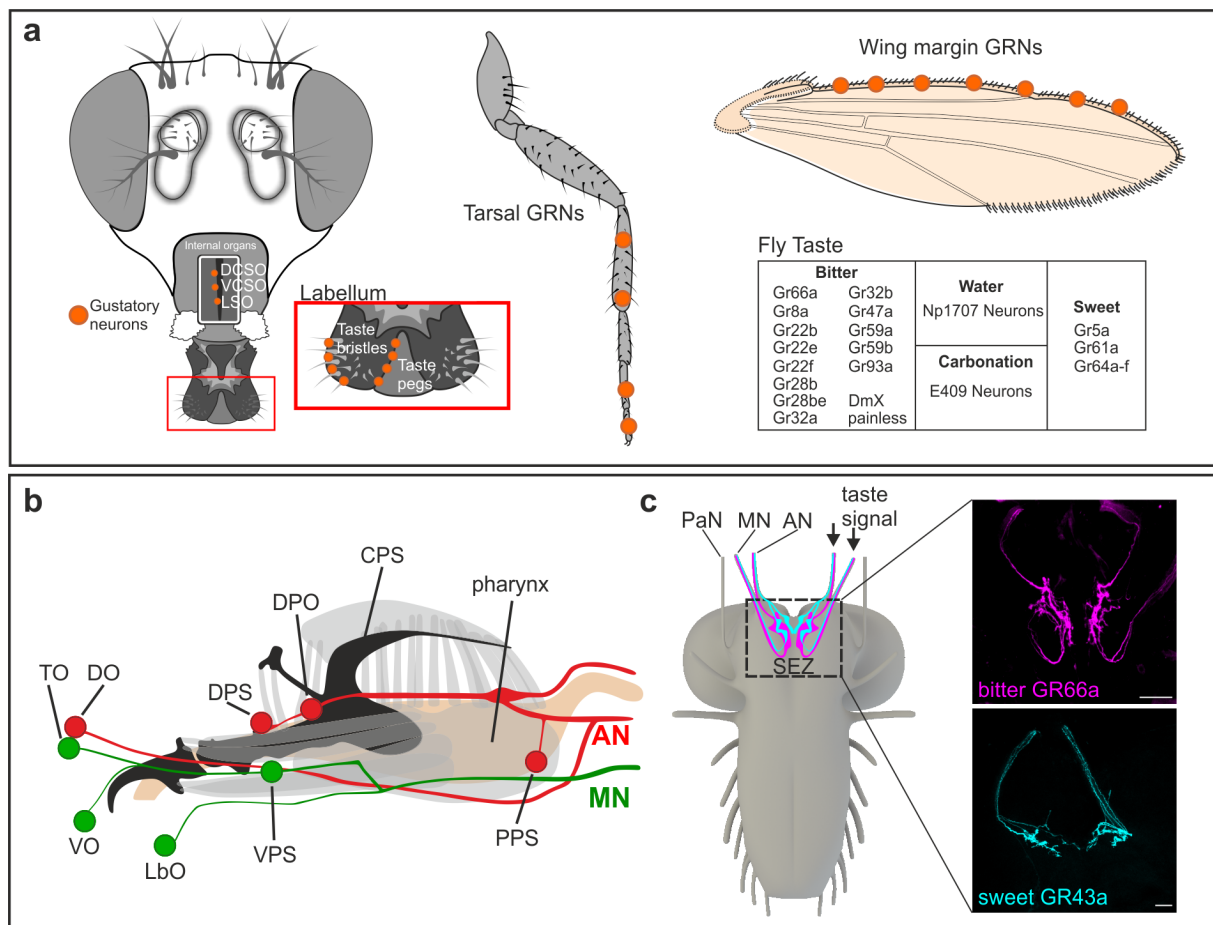 a
Internal organs
DCSO
VCSO
LSO
Gustatory
neurons
Labellum
Taste
bristles
Taste
pegs
Tarsal GRNs
Wing margin GRNs
Fly Taste
Bitter
Gr66a Gr32b
Gr8a Gr47a
Gr22b Gr59a
Gr22e Gr59b
Gr22f Gr93a
Gr28b
Gr28be DmX
Gr32a painless
Water
Np1707 Neurons
Carbonation
E409 Neurons
Sweet
Gr5a
Gr61a
Gr64a-f
b
CPS
pharynx
DPO
TO DO
DPS
AN
MN
VO
LbO
VPS
PPS
c
taste
signal
PaN MN AN
SEZ
bitter GR66a
sweet GR43a